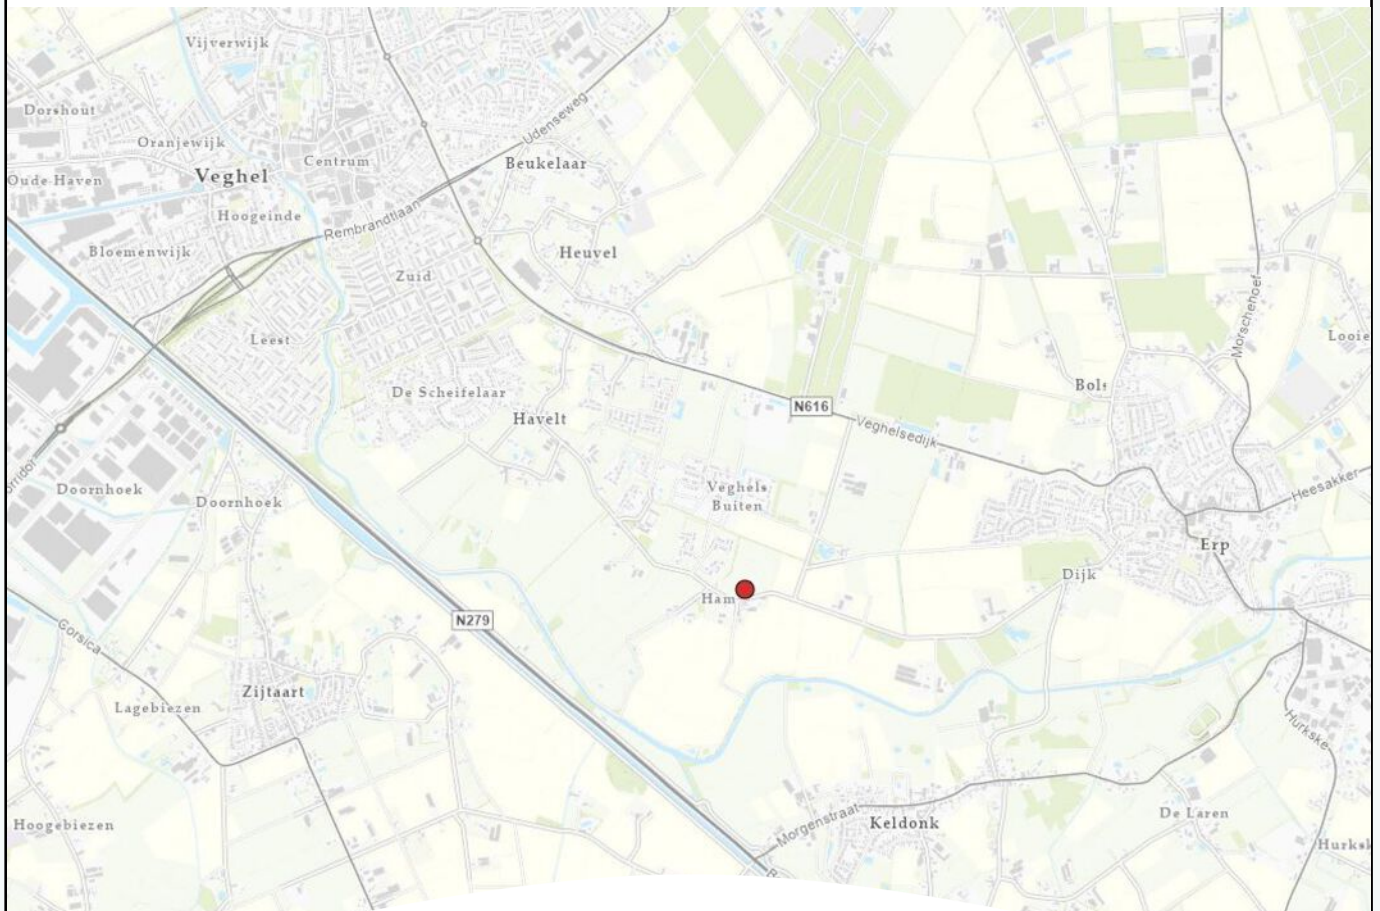 Vijverwijk
Dorshout
Oranjewijk
Centrum
Udenseweg
Beukelaar
Oude Haven
Veghel
Hoogeinde
Rembrandtlaan
Bloemenwijk
Zuid
Heuvel
Morschehoef
Leest
Looie
De Scheifelaar
Havelt
N616
Veghelsedijk
Doornhoek
Doornhoek
Veghels
Buiten
Heesakker
Erp
Dijk
Ham
N279
Corsica
Zijtaart
Lagebiezen
Hurkske
Hoogebiezen
Morgenstraat
Keldonk
De Laren